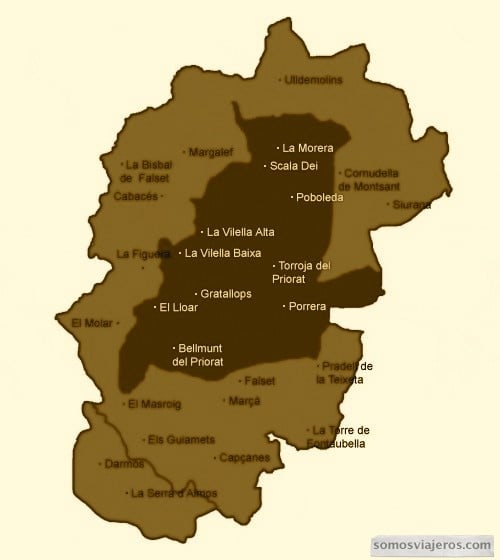 Ulldemolins
La Morera
Margalef
Scala Dei
La Bisbal
de Falset
Cornudella
de Montsant
Cabacés
Poboleda
Siurana
La Vilella Alta
La Figuera
La Vilella Baixa
Torroja del
Priorat
Gratallops
El Lloar
Porrera
El Molar
Bellmunt
del Priorat
Pradell de
la Teixeta
Falset
El Masroig
Marçà
La Torre de
Fontaubella
Els Guiamets
Capçanes
Darmós
La Serra d'Almos
somosviajeros.com